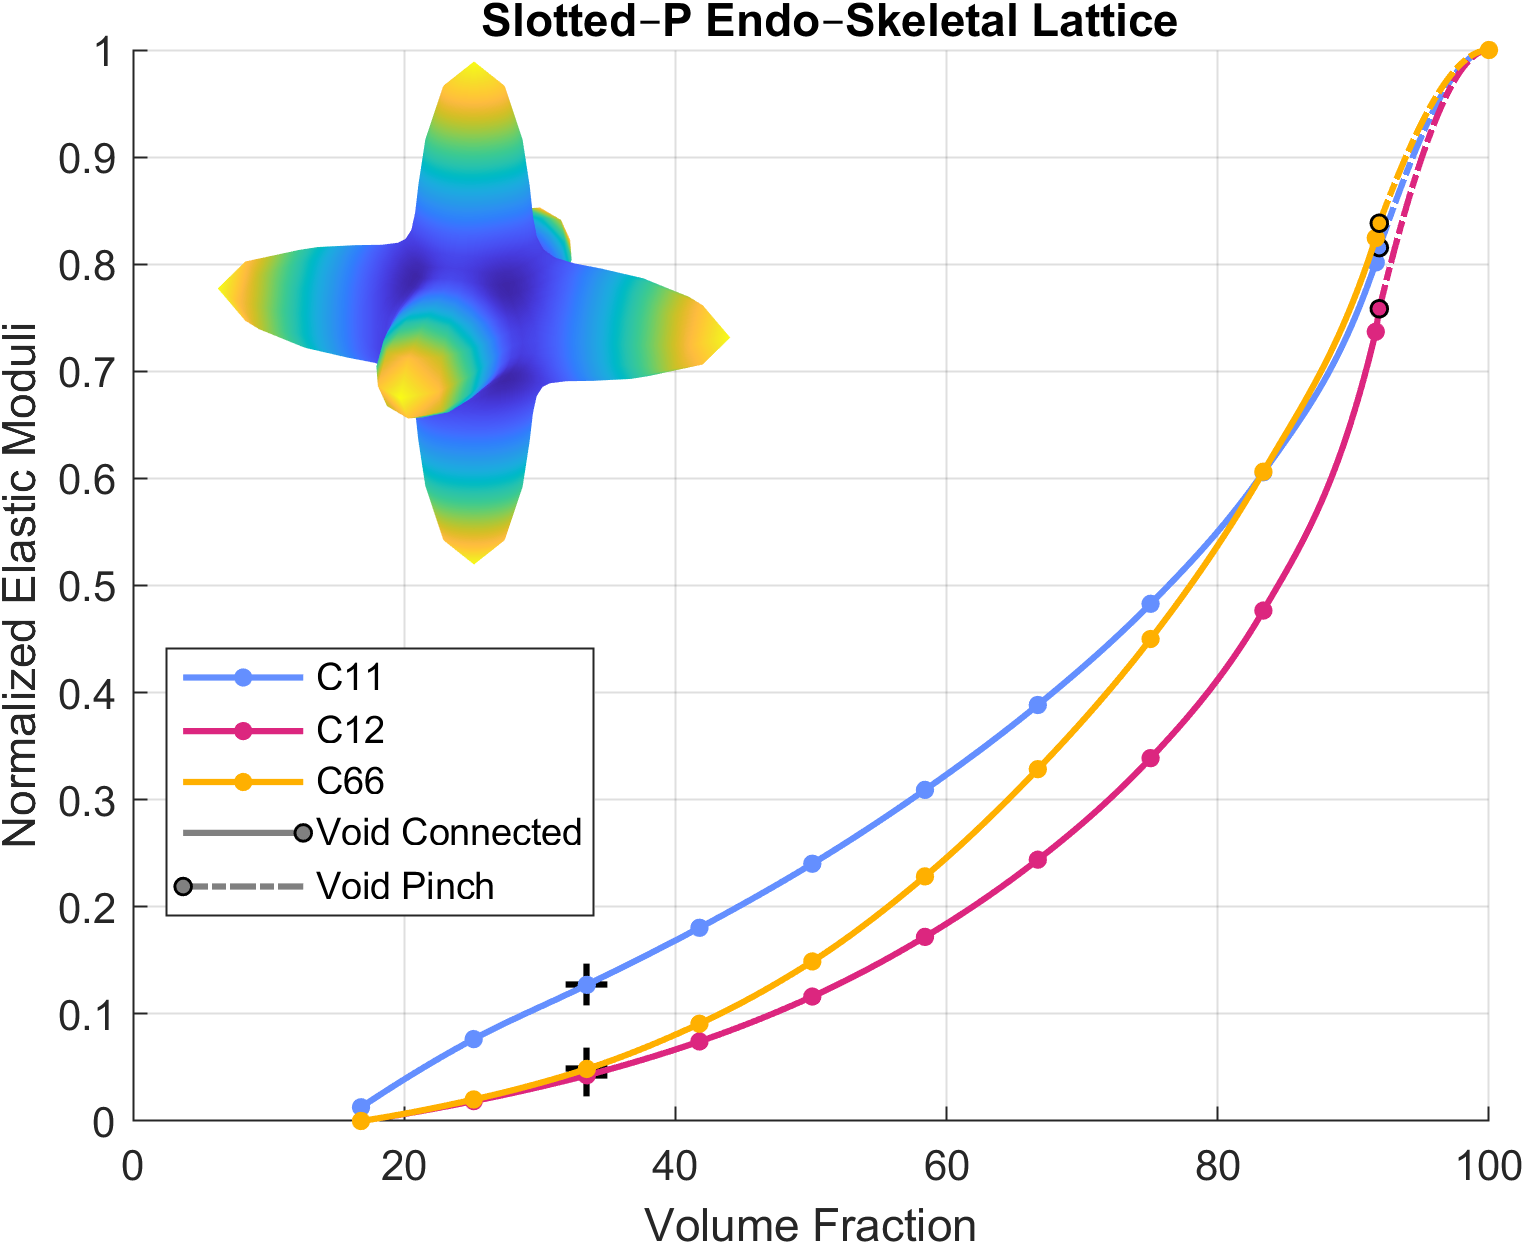 Slotted–P Endo–Skeletal Lattice
1
0.9
0.8
0.7
0.6
0.5
0.4
0.3
0.2
0.1
0
Normalized Elastic Moduli
C11
C12
C66
Void Connected
Void Pinch
0 20 40 60 80 100
Volume Fraction